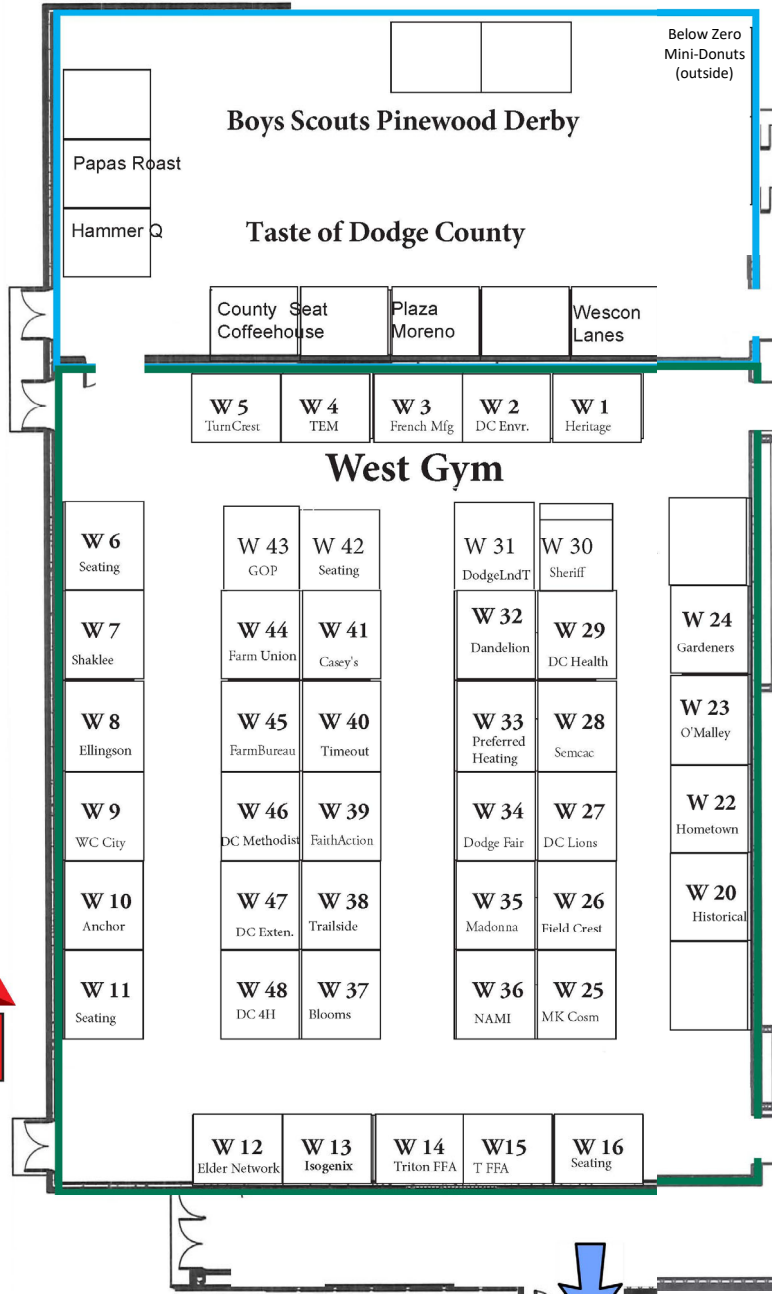 Below Zero
Mini-Donuts
(outside)
Boys Scouts Pinewood Derby
Papas Roast
Hammer Q
Taste of Dodge County
County Seat
Coffeehouse
Plaza
Moreno
Wescon
Lanes
W 5
TurnCrest
W 4
TEM
W 3
French Mfg
W 2
DC Envr.
W 1
Heritage
West Gym
W 6
Seating
W 43
GOP
W 42
Seating
W 31
DodgeLndT
W 30
Sheriff
W 7
Shaklee
W 44
Farm Union
W 41
Casey's
W 32
Dandelion
W 29
DC Health
W 24
Gardeners
W 8
Ellingson
W 45
FarmBureau
W 40
Timeout
W 33
Preferred
Heating
W 28
Semcac
W 23
O'Malley
W 9
WC City
W 46
DC Methodist
W 39
FaithAction
W 34
Dodge Fair
W 27
DC Lions
W 22
Hometown
W 10
Anchor
W 47
DC Exten.
W 38
Trailside
W 35
Madonna
W 26
Field Crest
W 20
Historical
W 11
Seating
W 48
DC 4H
W 37
Blooms
W 36
NAMI
W 25
MK Cosm
W 12
Elder Network
W 13
Isogenix
W 14
Triton FFA
W15
T FFA
W 16
Seating